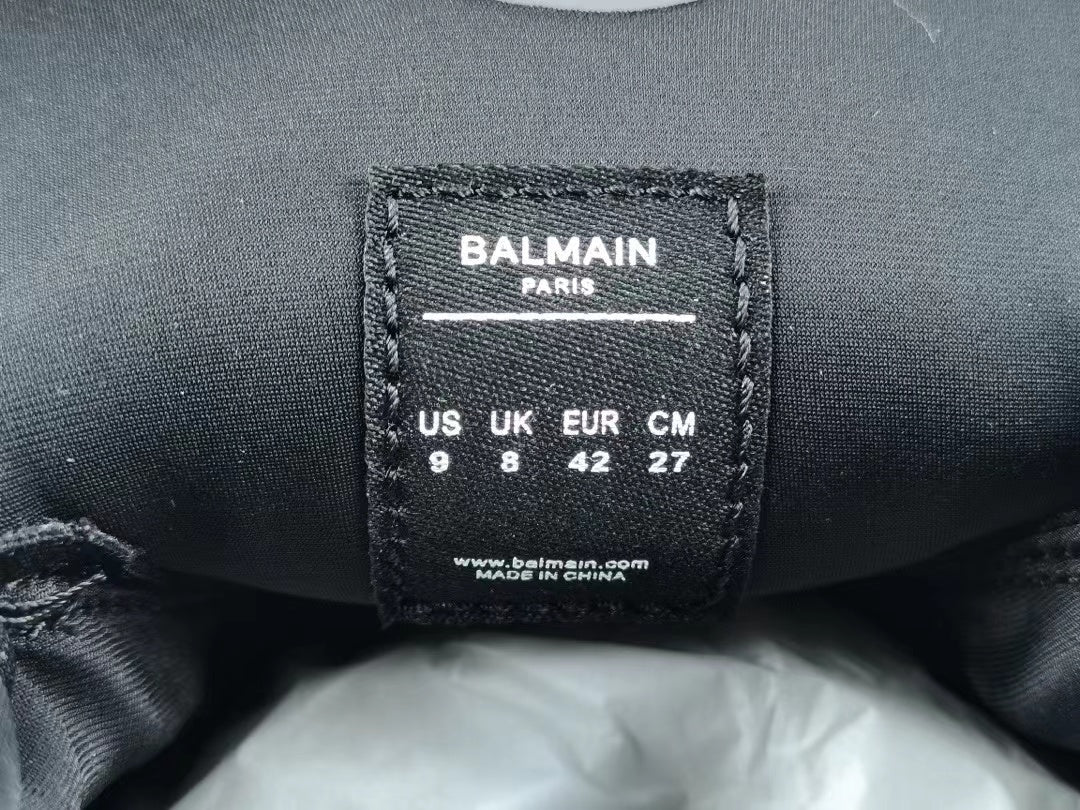 BALMAIN
PARIS
US UK EUR CM
9 8 42 27
www.balmain.com
MADE IN CHINA